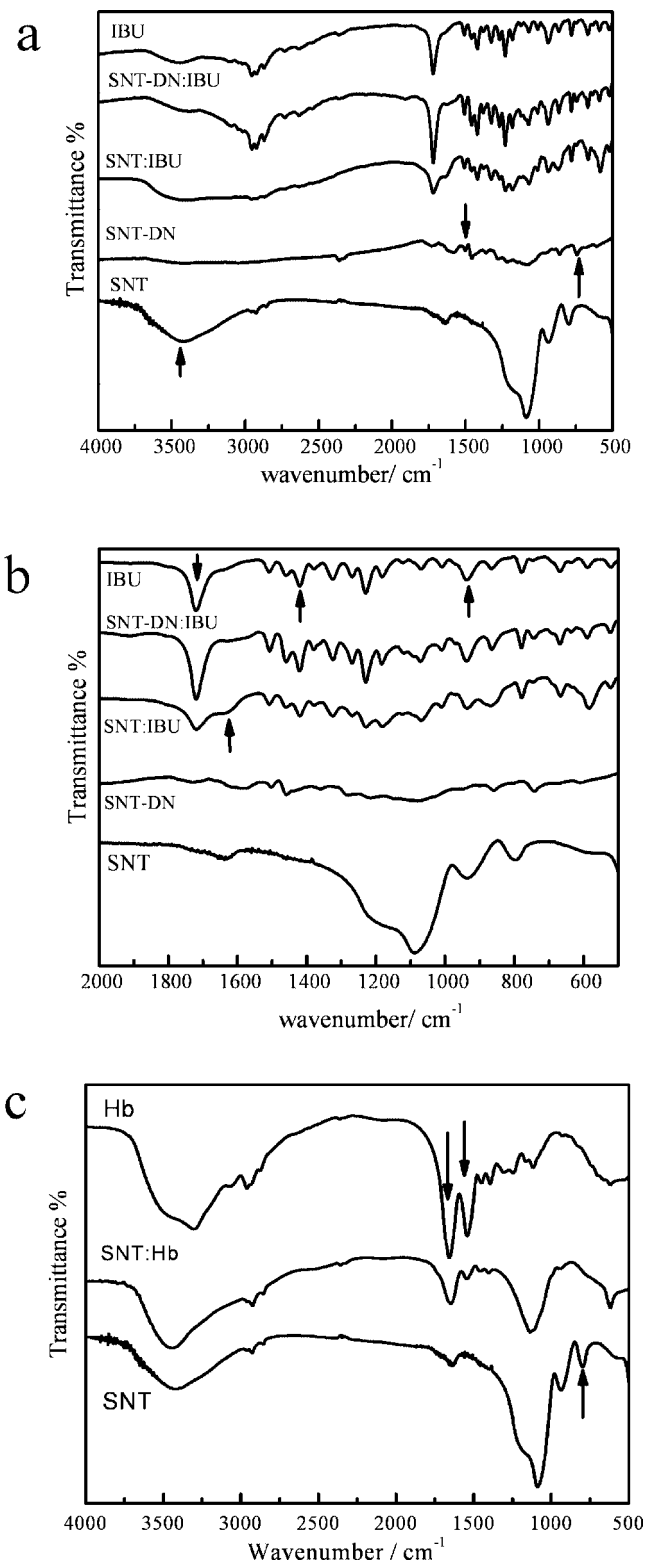 a
IBU
SNT-DN:IBU
SNT:IBU
SNT-DN
SNT
Transmittance %
4000 3500 3000 2500 2000 1500 1000 500
wavenumber/ cm-1
b
IBU
SNT-DN:IBU
SNT:IBU
SNT-DN
SNT
Transmittance %
2000 1800 1600 1400 1200 1000 800 600
wavenumber/ cm-1
c
Hb
SNT:Hb
SNT
Transmittance %
4000 3500 3000 2500 2000 1500 1000 500
Wavenumber / cm-1